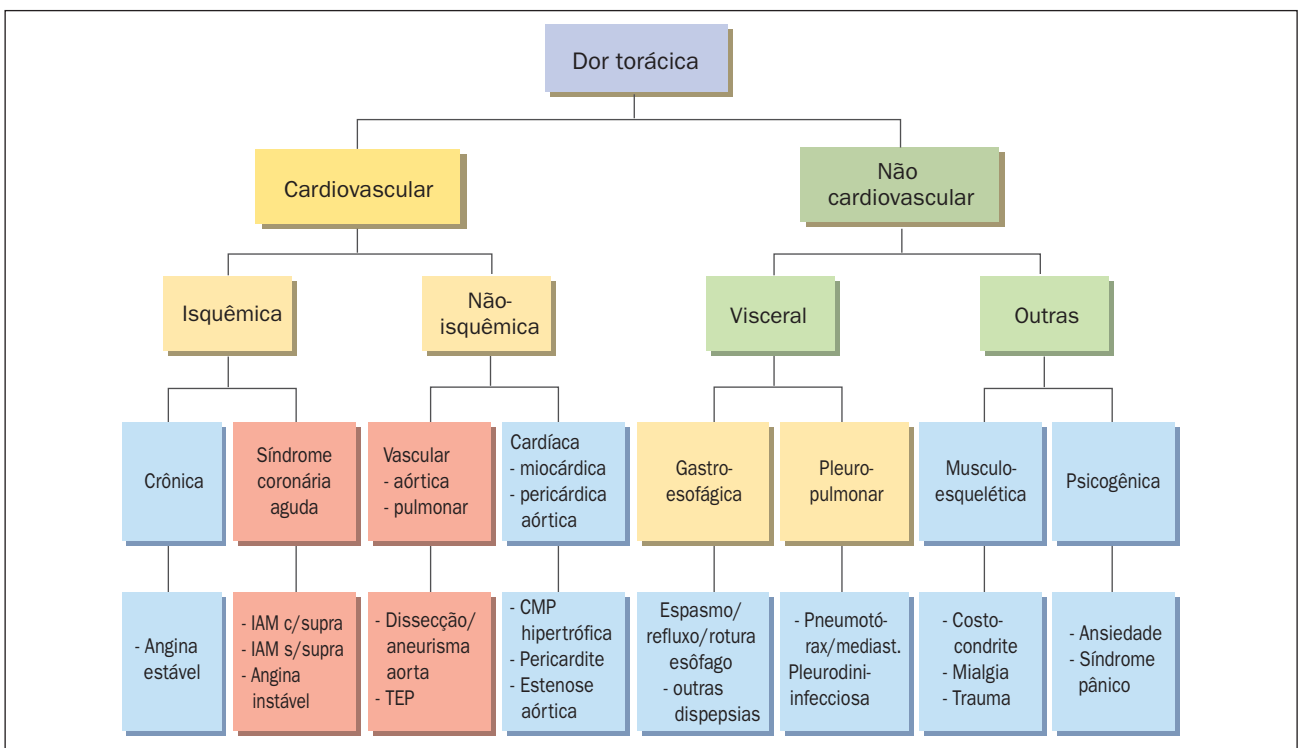 Dor torácica
Cardiovascular
Não
cardiovascular
Isquêmica
Não-
isquêmica
Visceral
Outras
Crônica
Síndrome
coronária
aguda
Vascular
- aórtica
- pulmonar
Cardíaca
- miocárdica
- pericárdica
aórtica
Gastro-
esofágica
Pleuro-
pulmonar
Musculo-
esquelética
Psicogênica
- Angina
estável
- IAM c/supra
- IAM s/supra
- Angina
instável
- Dissecção/
aneurisma
aorta
- TEP
- CMP
hipertrófica
- Pericardite
- Estenose
aórtica
Espasmo/
refluxo/rotura
esôfago
- outras
dispepsias
- Pneumotó-
rax/mediast.
Pleurodini-
infecciosa
- Costo-
condrite
- Mialgia
- Trauma
- Ansiedade
- Síndrome
pânico